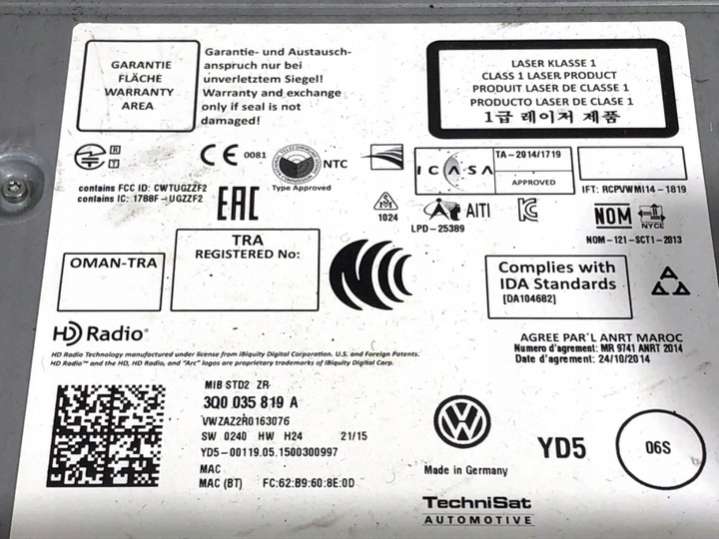 GARANTIE
FLÄCHE
WARRANTY
AREA
Garantie- und Austausch-
anspruch nur bei
unverletztem Siegel!
Warranty and exchange
only if seal is not
damaged!
LASER KLASSE 1
CLASS 1 LASER PRODUCT
PRODUIT LASER DE CLASSE 1
PRODUCTO LASER DE CLASE 1
1급 레이저 제품
R
T
CE 0081
NTC
Type Approved
ICASA
TA-2014/1719
APPROVED
IFT: RCPVWMI14-1819
contains FCC ID: CWTUGZZF2
contains IC: 1788F-UGZZF2
EAC
1024
AITI
LPD-25389
NOM
NYCE
NOM-121-SCT1-2013
OMAN-TRA
TRA
REGISTERED No:
Complies with
IDA Standards
[DA104682]
HD Radio®
HD Radio Technology manufactured under license from iBiquity Digital Corporation. U.S. and Foreign Patents.
HD Radio™ and the HD, HD Radio, and "Arc" logos are proprietary trademarks of iBiquity Digital Corp.
AGREE PAR'L ANRT MAROC
Numero d'agrement: MR 9741 ANRT 2014
Date d'agrement: 24/10/2014
MIB STD2 ZR
3Q0 035 819 A
VWZAZ2R0163076
SW 0240 HW H24 21/15
YD5-00119.05.1500300997
MAC
MAC (BT) FC:62:B9:60:8E:0D
VW
Made in Germany
YD5
06S
TechniSat
AUTOMOTIVE